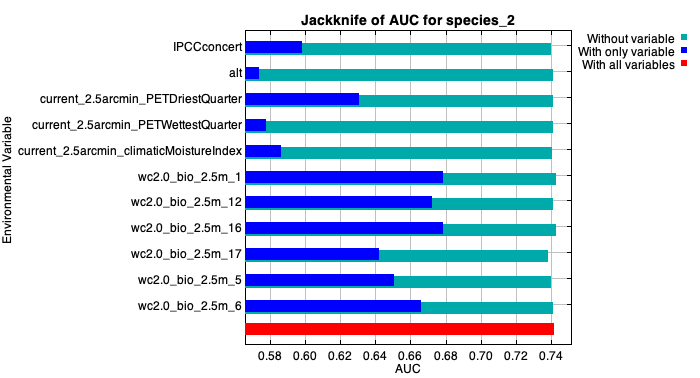 Jackknife of AUC for species_2
Without variable
With only variable
With all variables
Environmental Variable
IPCCconcert
alt
current_2.5arcmin_PETDriestQuarter
current_2.5arcmin_PETWettestQuarter
current_2.5arcmin_climaticMoistureIndex
wc2.0_bio_2.5m_1
wc2.0_bio_2.5m_12
wc2.0_bio_2.5m_16
wc2.0_bio_2.5m_17
wc2.0_bio_2.5m_5
wc2.0_bio_2.5m_6
0.58 0.60 0.62 0.64 0.66 0.68 0.70 0.72 0.74
AUC